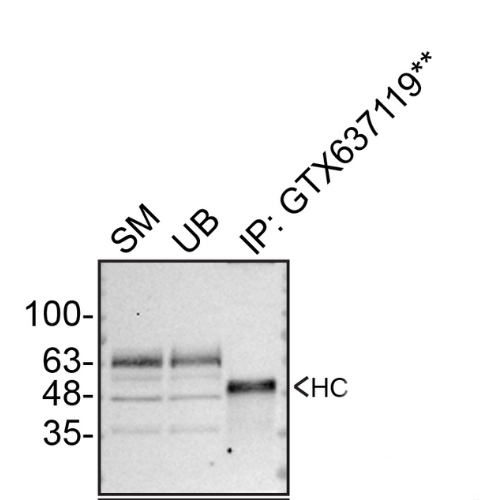 SM
UB
IP: GTX637119**
100-
63-
48-
35-
<HC